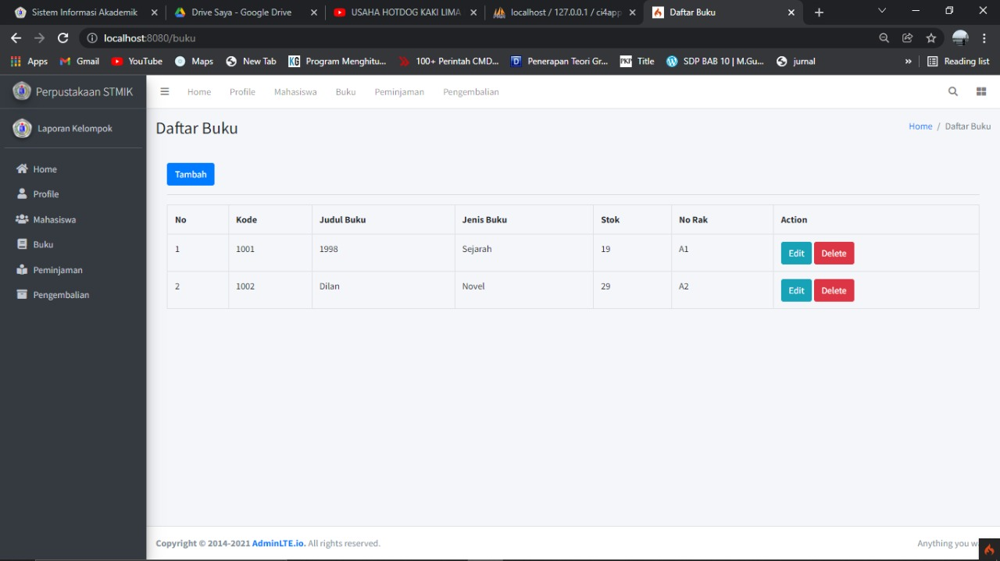 Sistem Informasi Akademik
Drive Saya - Google Drive
USAHA HOTDOG KAKI LIMA
localhost / 127.0.0.1 / ci4app
Daftar Buku
localhost:8080/buku
Apps
Gmail
YouTube
Maps
New Tab
KG Program Menghitu...
100+ Perintah CMD...
D Penerapan Teori Gr...
PKP Title
SDP BAB 10 | M.Gu...
jurnal
»
Reading list
Perpustakaan STMIK
Home Profile Mahasiswa Buku Peminjaman Pengembalian
Laporan Kelompok
Home
Profile
Mahasiswa
Buku
Peminjaman
Pengembalian
Daftar Buku
Home / Daftar Buku
Tambah
No Kode Judul Buku Jenis Buku Stok No Rak Action
1 1001 1998 Sejarah 19 A1 Edit Delete
2 1002 Dilan Novel 29 A2 Edit Delete
Copyright © 2014-2021 AdminLTE.io. All rights reserved.
Anything you w